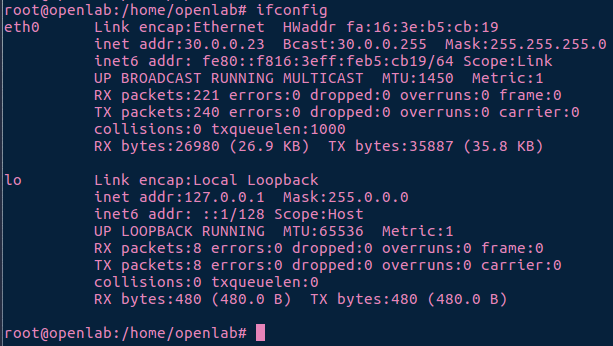 root@openlab:/home/openlab# ifconfig
eth0      Link encap:Ethernet  HWaddr fa:16:3e:b5:cb:19
          inet addr:30.0.0.23  Bcast:30.0.0.255  Mask:255.255.255.0
          inet6 addr: fe80::f816:3eff:feb5:cb19/64 Scope:Link
          UP BROADCAST RUNNING MULTICAST  MTU:1450  Metric:1
          RX packets:221 errors:0 dropped:0 overruns:0 frame:0
          TX packets:240 errors:0 dropped:0 overruns:0 carrier:0
          collisions:0 txqueuelen:1000
          RX bytes:26980 (26.9 KB)  TX bytes:35887 (35.8 KB)

lo        Link encap:Local Loopback
          inet addr:127.0.0.1  Mask:255.0.0.0
          inet6 addr: ::1/128 Scope:Host
          UP LOOPBACK RUNNING  MTU:65536  Metric:1
          RX packets:8 errors:0 dropped:0 overruns:0 frame:0
          TX packets:8 errors:0 dropped:0 overruns:0 carrier:0
          collisions:0 txqueuelen:0
          RX bytes:480 (480.0 B)  TX bytes:480 (480.0 B)

root@openlab:/home/openlab#